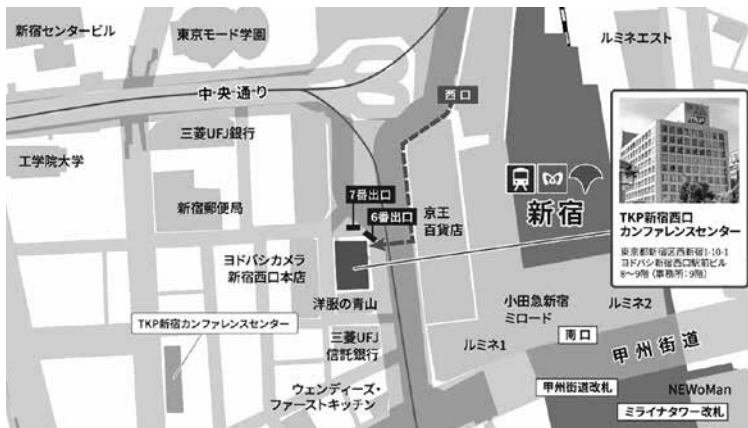 新宿センタービル
東京モード学園
ルミネエスト
中央通り
西口
三菱UFJ銀行
工学院大学
7番出口
新宿郵便局
6番出口
京王
百貨店
新宿
TKP新宿西口
カンファレンスセンター
東京都新宿区西新宿1-10-1
ヨドバシ新宿西口駅前ビル
8~9階(事務所:9階)
ヨドバシカメラ
新宿西口本店
洋服の青山
小田急新宿
ミロード
ルミネ2
TKP新宿カンファレンスセンター
三菱UFJ
信託銀行
ルミネ1
南口
甲州街道
ウェンディーズ・
ファーストキッチン
甲州街道改札
NEWoMan
ミライナタワー改札